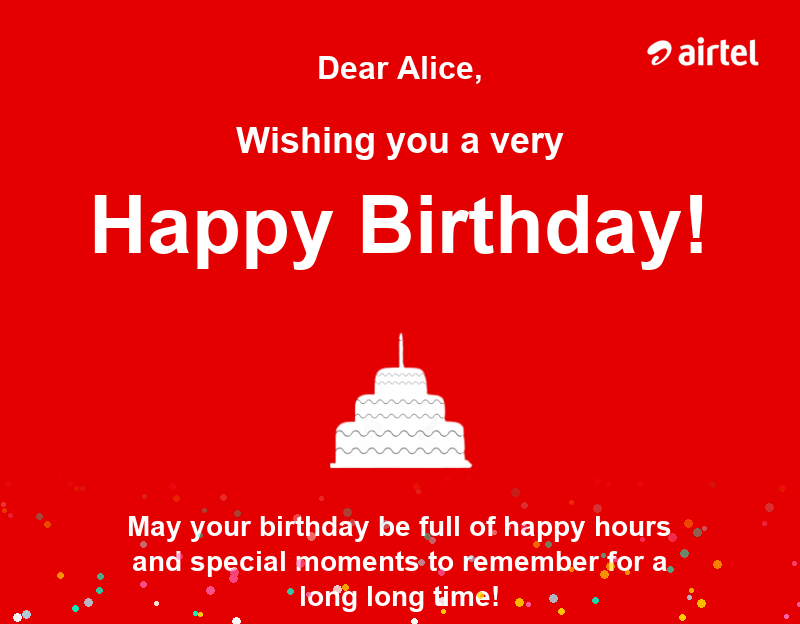 airtel
Dear Alice,
Wishing you a very
Happy Birthday!
May your birthday be full of happy hours
and special moments to remember for a
long long time!